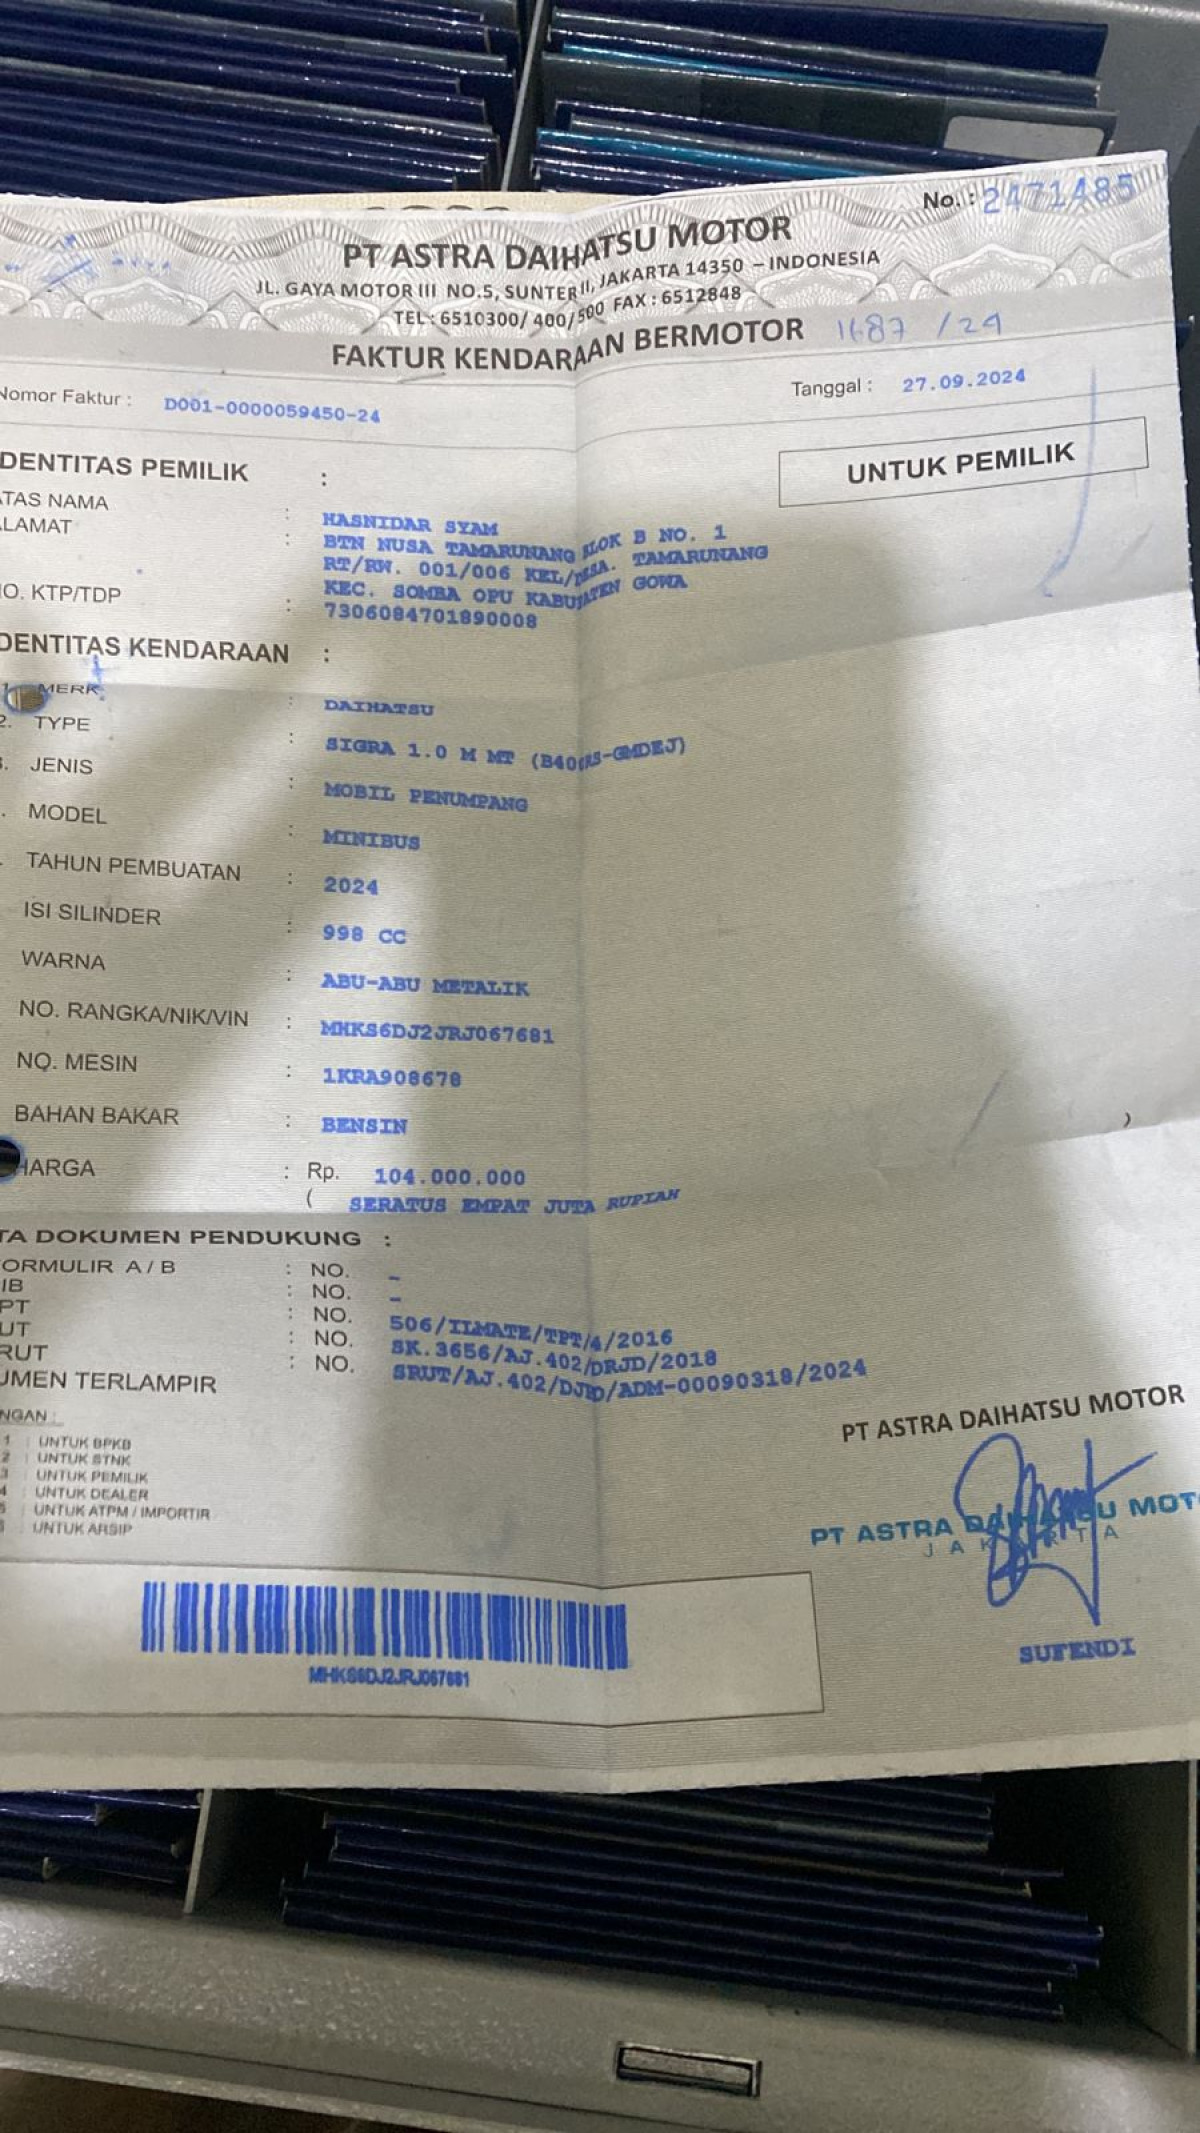 No. : 2471485
PT ASTRA DAIHATSU MOTOR
JL. GAYA MOTOR III NO.5, SUNTER II, JAKARTA 14350 – INDONESIA
TEL : 6510300/ 400/500 FAX : 6512848
FAKTUR KENDARAAN BERMOTOR 1687 /24
Nomor Faktur : D001-0000059450-24 Tanggal : 27.09.2024
DENTITAS PEMILIK :
UNTUK PEMILIK
TAS NAMA : HASNIDAR SYAM
LAMAT : BTN NUSA TAMARUNANG BLOK B NO. 1
RT/RW. 001/006 KEL/DESA. TAMARUNANG
KEC. SOMBA OPU KABUPATEN GOWA
O. KTP/TDP : 7306084701890008
DENTITAS KENDARAAN :
1. MERK : DAIHATSU
2. TYPE : SIGRA 1.0 M MT (B400RS-GMDEJ)
. JENIS : MOBIL PENUMPANG
. MODEL : MINIBUS
. TAHUN PEMBUATAN : 2024
ISI SILINDER : 998 CC
WARNA : ABU-ABU METALIK
NO. RANGKA/NIK/VIN : MHKS6DJ2JRJ067681
NO. MESIN : 1KRA908678
BAHAN BAKAR : BENSIN
HARGA : Rp. 104.000.000
( SERATUS EMPAT JUTA RUPIAH )
TA DOKUMEN PENDUKUNG :
ORMULIR A / B : NO. –
IB : NO. –
PT : NO. 506/ILMATE/TPT/4/2016
UT : NO. SK.3656/AJ.402/DRJD/2018
RUT : NO. SRUT/AJ.402/DJPD/ADM-00090318/2024
UMEN TERLAMPIR
NGAN :
1 : UNTUK BPKB
2 : UNTUK STNK
3 : UNTUK PEMILIK
4 : UNTUK DEALER
5 : UNTUK ATPM / IMPORTIR
: UNTUK ARSIP
PT ASTRA DAIHATSU MOTOR
PT ASTRA DAIHATSU MOT
JAKARTA
SUFENDI
MHKS6DJ2JRJ067681